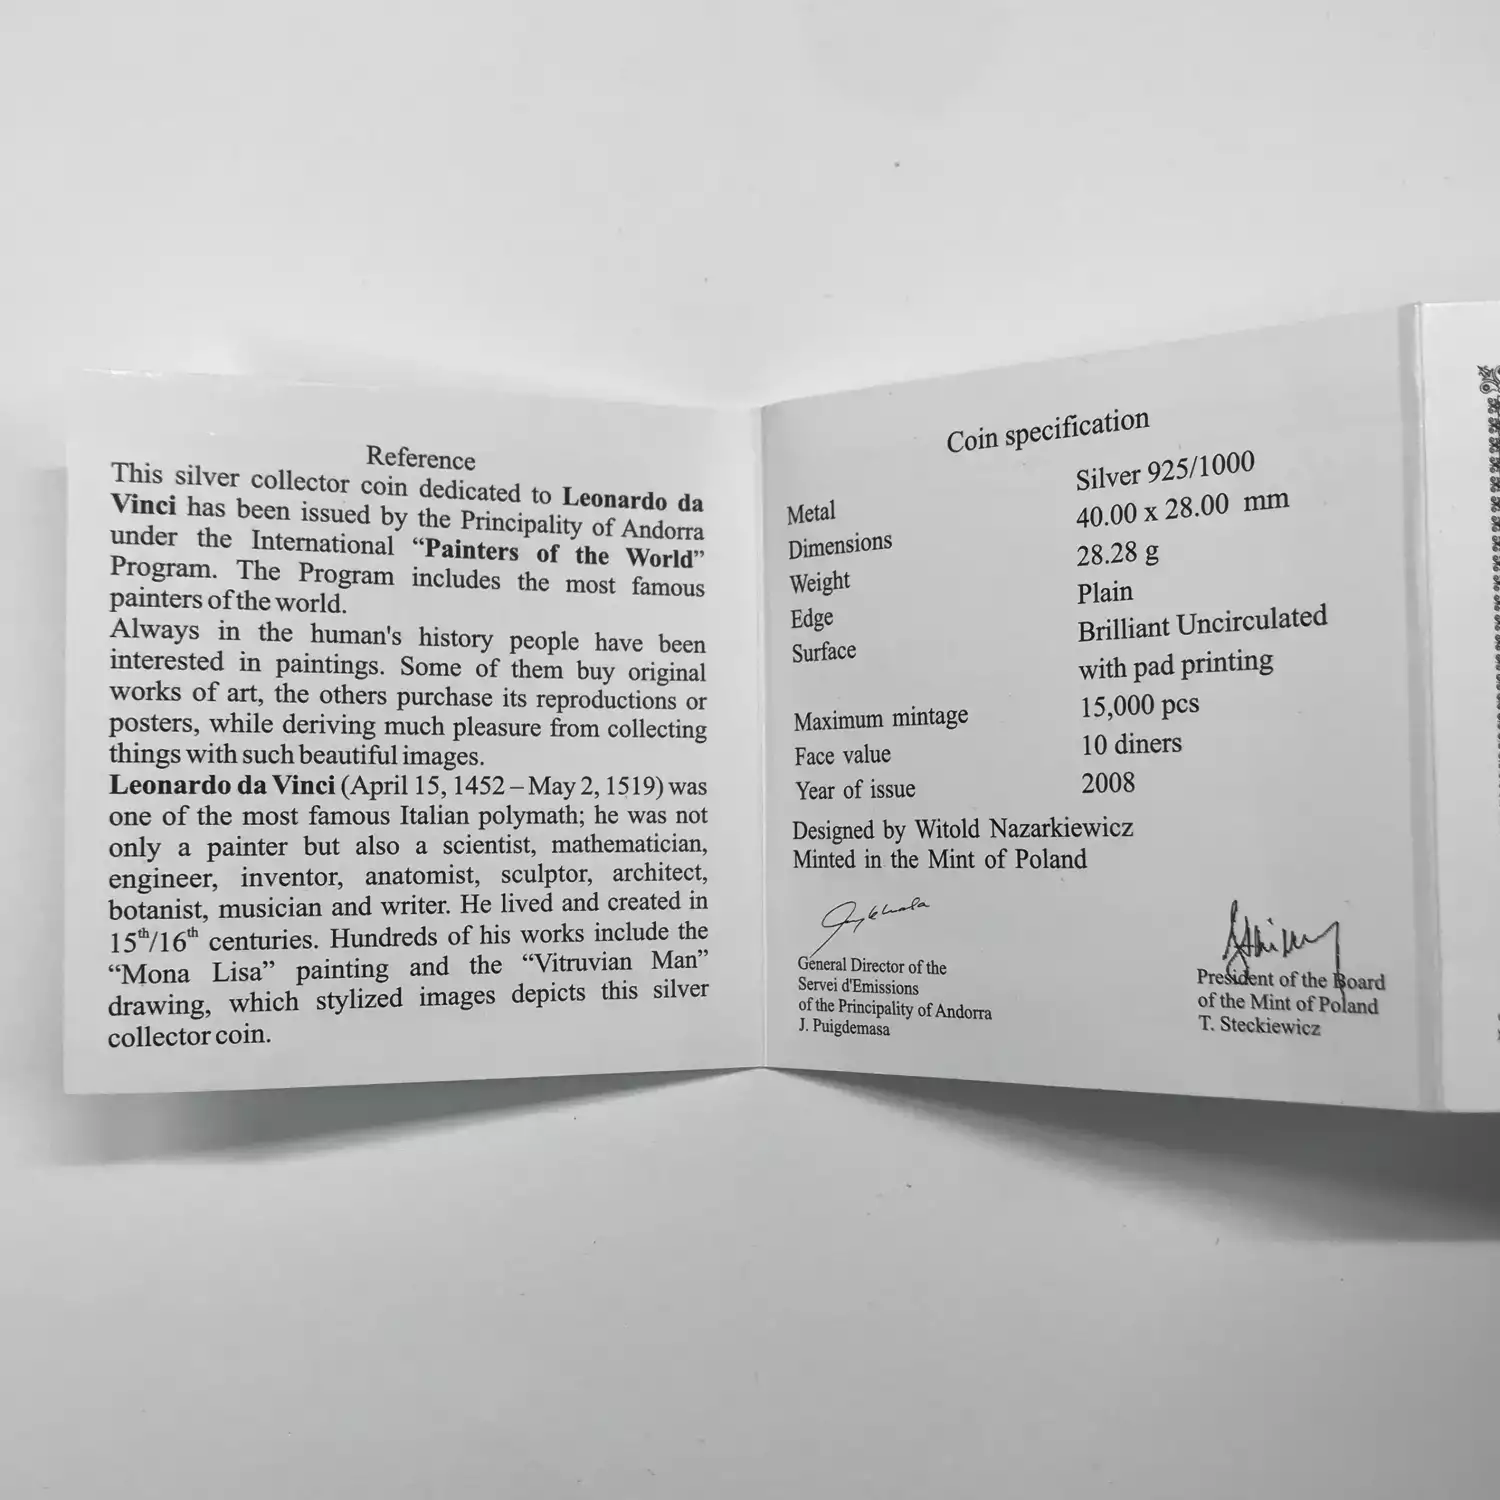 Reference
This silver collector coin dedicated to Leonardo da
Vinci has been issued by the Principality of Andorra
under the International “Painters of the World”
Program. The Program includes the most famous
painters of the world.
Always in the human's history people have been
interested in paintings. Some of them buy original
works of art, the others purchase its reproductions or
posters, while deriving much pleasure from collecting
things with such beautiful images.
Leonardo da Vinci (April 15, 1452 – May 2, 1519) was
one of the most famous Italian polymath; he was not
only a painter but also a scientist, mathematician,
engineer, inventor, anatomist, sculptor, architect,
botanist, musician and writer. He lived and created in
15th/16th centuries. Hundreds of his works include the
“Mona Lisa” painting and the “Vitruvian Man”
drawing, which stylized images depicts this silver
collector coin.
Coin specification
Metal Silver 925/1000
Dimensions 40.00 x 28.00 mm
Weight 28.28 g
Edge Plain
Surface Brilliant Uncirculated
with pad printing
Maximum mintage 15,000 pcs
Face value 10 diners
Year of issue 2008
Designed by Witold Nazarkiewicz
Minted in the Mint of Poland
General Director of the
Servei d'Emissions
of the Principality of Andorra
J. Puigdemasa
President of the Board
of the Mint of Poland
T. Steckiewicz